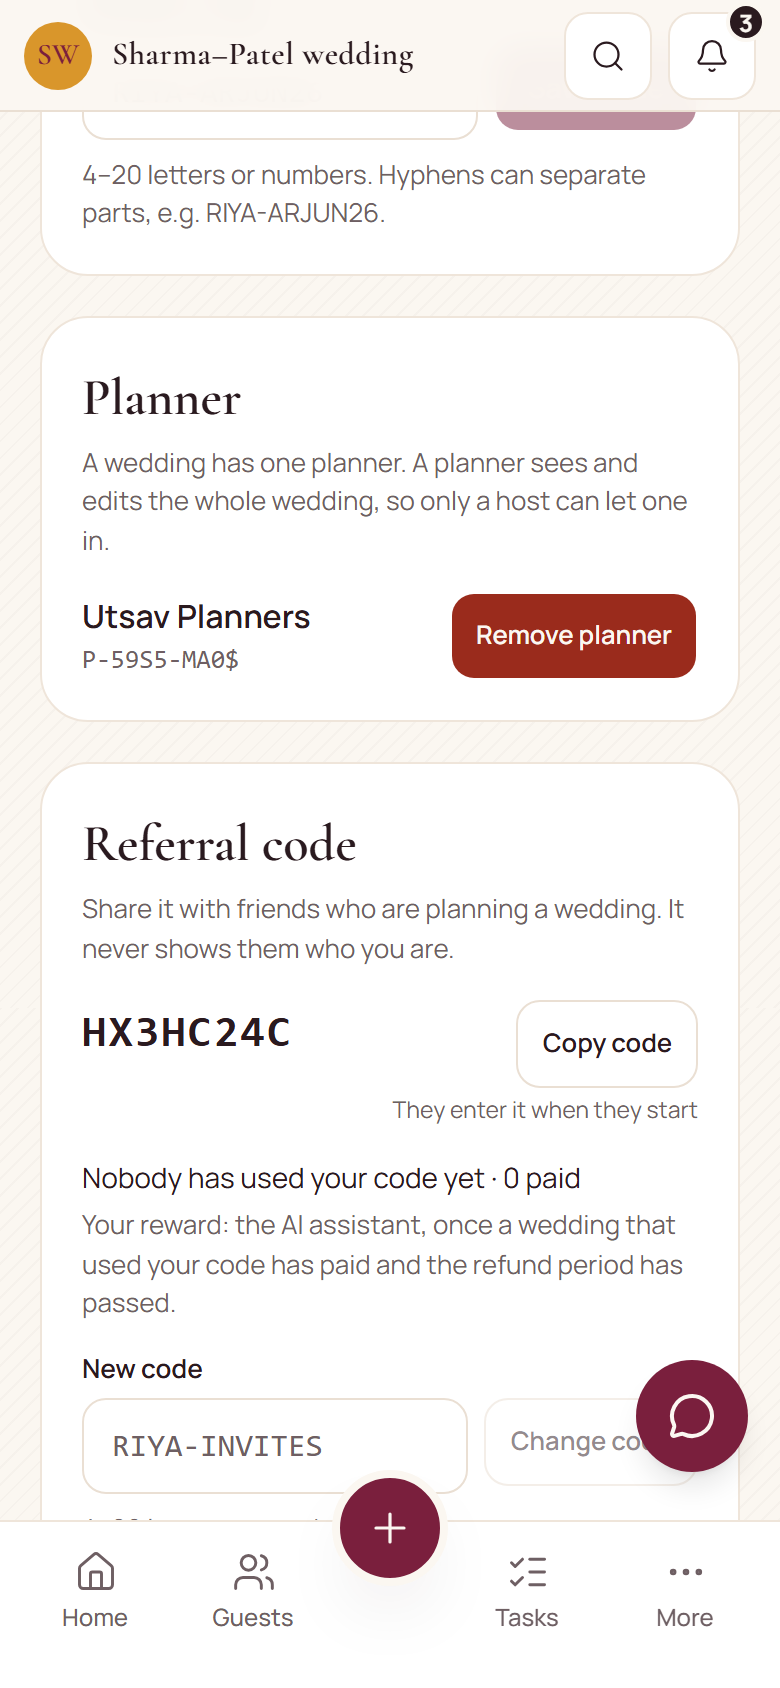 SW
Sharma–Patel wedding
3
4–20 letters or numbers. Hyphens can separate
parts, e.g. RIYA-ARJUN26.
Planner
A wedding has one planner. A planner sees and
edits the whole wedding, so only a host can let one
in.
Utsav Planners
P-59S5-MA0$
Remove planner
Referral code
Share it with friends who are planning a wedding. It
never shows them who you are.
HX3HC24C
Copy code
They enter it when they start
Nobody has used your code yet · 0 paid
Your reward: the AI assistant, once a wedding that
used your code has paid and the refund period has
passed.
New code
RIYA-INVITES
Change
Home
Guests
Tasks
More